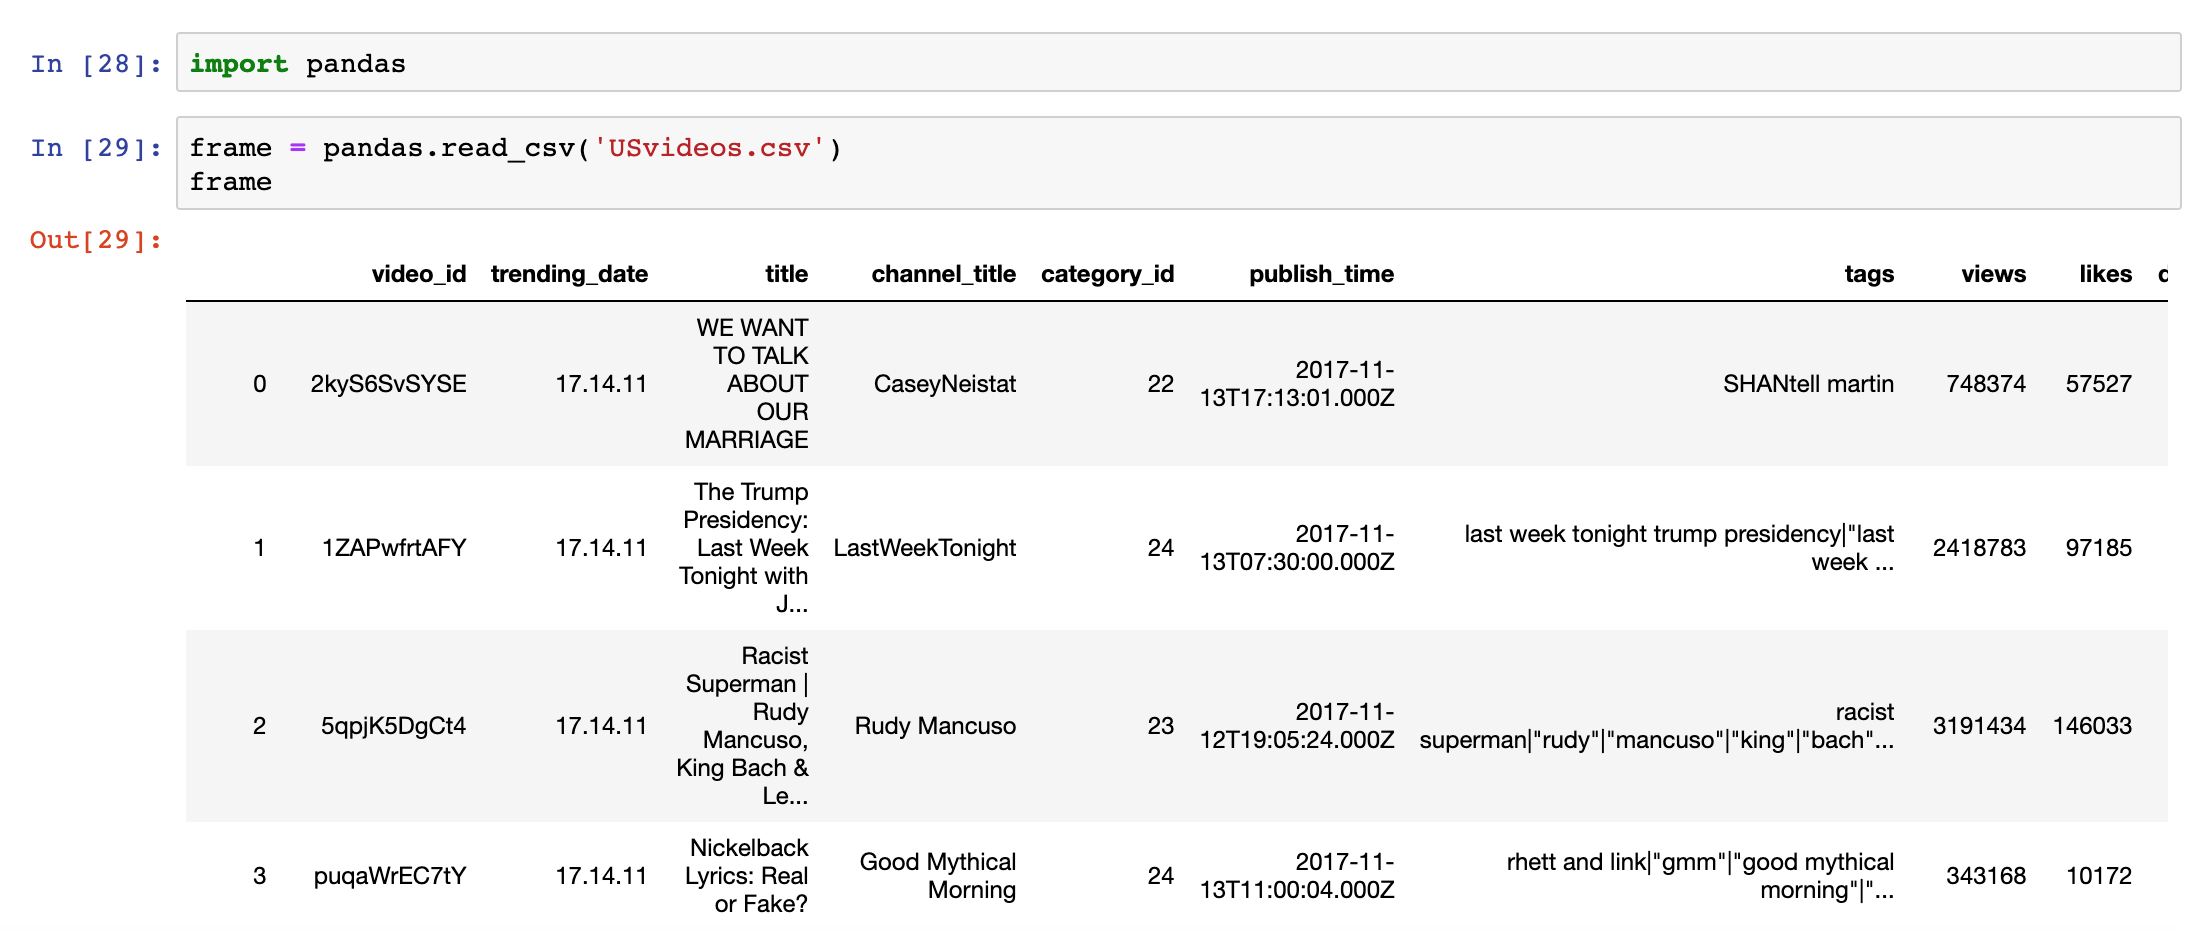 In [28]: import pandas
In [29]: frame = pandas.read_csv('USvideos.csv')
frame
Out[29]:
video_id trending_date title channel_title category_id publish_time tags views likes
0 2kyS6SvSYSE 17.14.11 WE WANT TO TALK ABOUT OUR MARRIAGE CaseyNeistat 22 2017-11-13T17:13:01.000Z SHANtell martin 748374 57527
1 1ZAPwfrtAFY 17.14.11 The Trump Presidency: Last Week Tonight with J... LastWeekTonight 24 2017-11-13T07:30:00.000Z last week tonight trump presidency|"last week ... 2418783 97185
2 5qpjK5DgCt4 17.14.11 Racist Superman | Rudy Mancuso, King Bach & Le... Rudy Mancuso 23 2017-11-12T19:05:24.000Z racist superman|"rudy"|"mancuso"|"king"|"bach"... 3191434 146033
3 puqaWrEC7tY 17.14.11 Nickelback Lyrics: Real or Fake? Good Mythical Morning 24 2017-11-13T11:00:04.000Z rhett and link|"gmm"|"good mythical morning"|"... 343168 10172